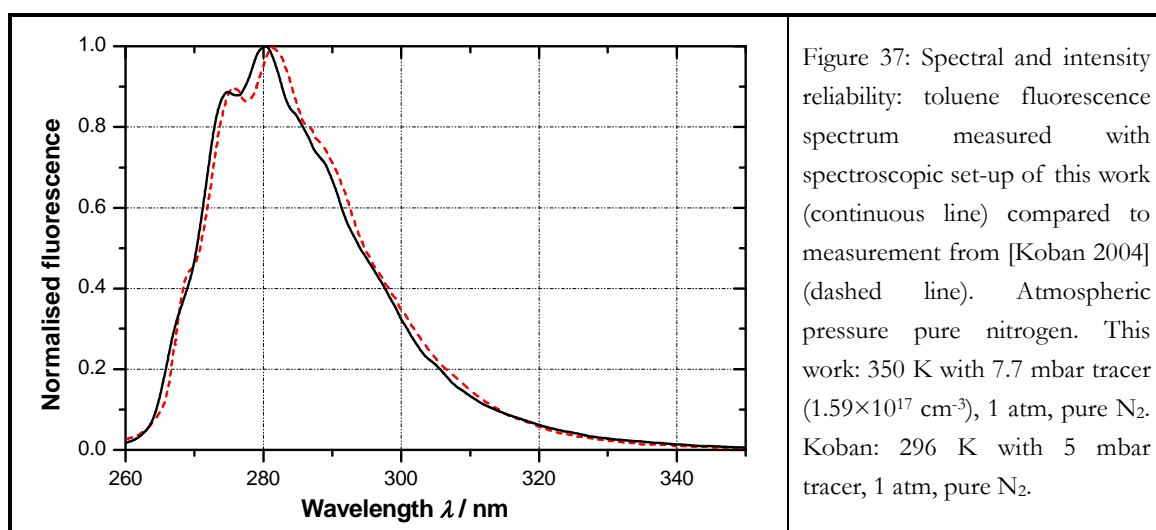 1.0
0.8
0.6
0.4
0.2
0.0
Normalised fluorescence
260 280 300 320 340
Wavelength λ / nm
Figure 37: Spectral and intensity
reliability: toluene fluorescence
spectrum measured with
spectroscopic set-up of this work
(continuous line) compared to
measurement from [Koban 2004]
(dashed line). Atmospheric
pressure pure nitrogen. This
work: 350 K with 7.7 mbar tracer
(1.59×10¹⁷ cm⁻³), 1 atm, pure N₂.
Koban: 296 K with 5 mbar
tracer, 1 atm, pure N₂.